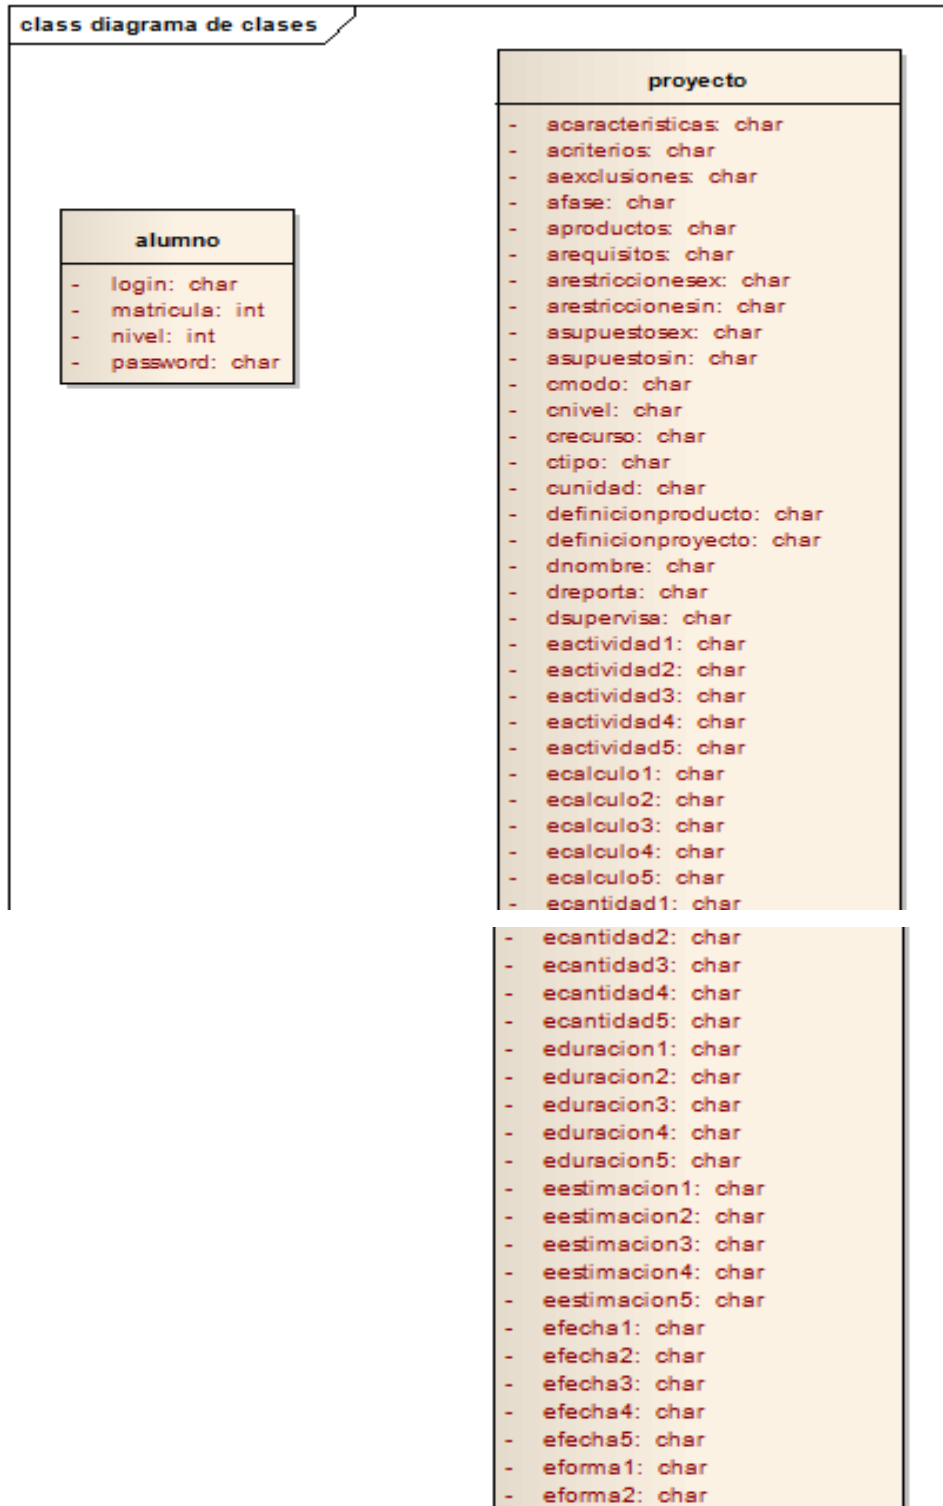 class diagrama de clases
alumno
- login: char
- matricula: int
- nivel: int
- password: char
proyecto
- acaracteristicas: char
- acriterios: char
- aexclusiones: char
- afase: char
- aproductos: char
- arequisitos: char
- arestriccionesex: char
- arestriccionesin: char
- asupuestosex: char
- asupuestosin: char
- cmodo: char
- cnivel: char
- crecurso: char
- ctipo: char
- cunidad: char
- definicionproducto: char
- definicionproyecto: char
- dnombre: char
- dreporta: char
- dsupervisa: char
- eactividad1: char
- eactividad2: char
- eactividad3: char
- eactividad4: char
- eactividad5: char
- ecalculo1: char
- ecalculo2: char
- ecalculo3: char
- ecalculo4: char
- ecalculo5: char
- ecantidad1: char
- ecantidad2: char
- ecantidad3: char
- ecantidad4: char
- ecantidad5: char
- eduracion1: char
- eduracion2: char
- eduracion3: char
- eduracion4: char
- eduracion5: char
- eestimacion1: char
- eestimacion2: char
- eestimacion3: char
- eestimacion4: char
- eestimacion5: char
- efecha1: char
- efecha2: char
- efecha3: char
- efecha4: char
- efecha5: char
- eforma1: char
- eforma2: char